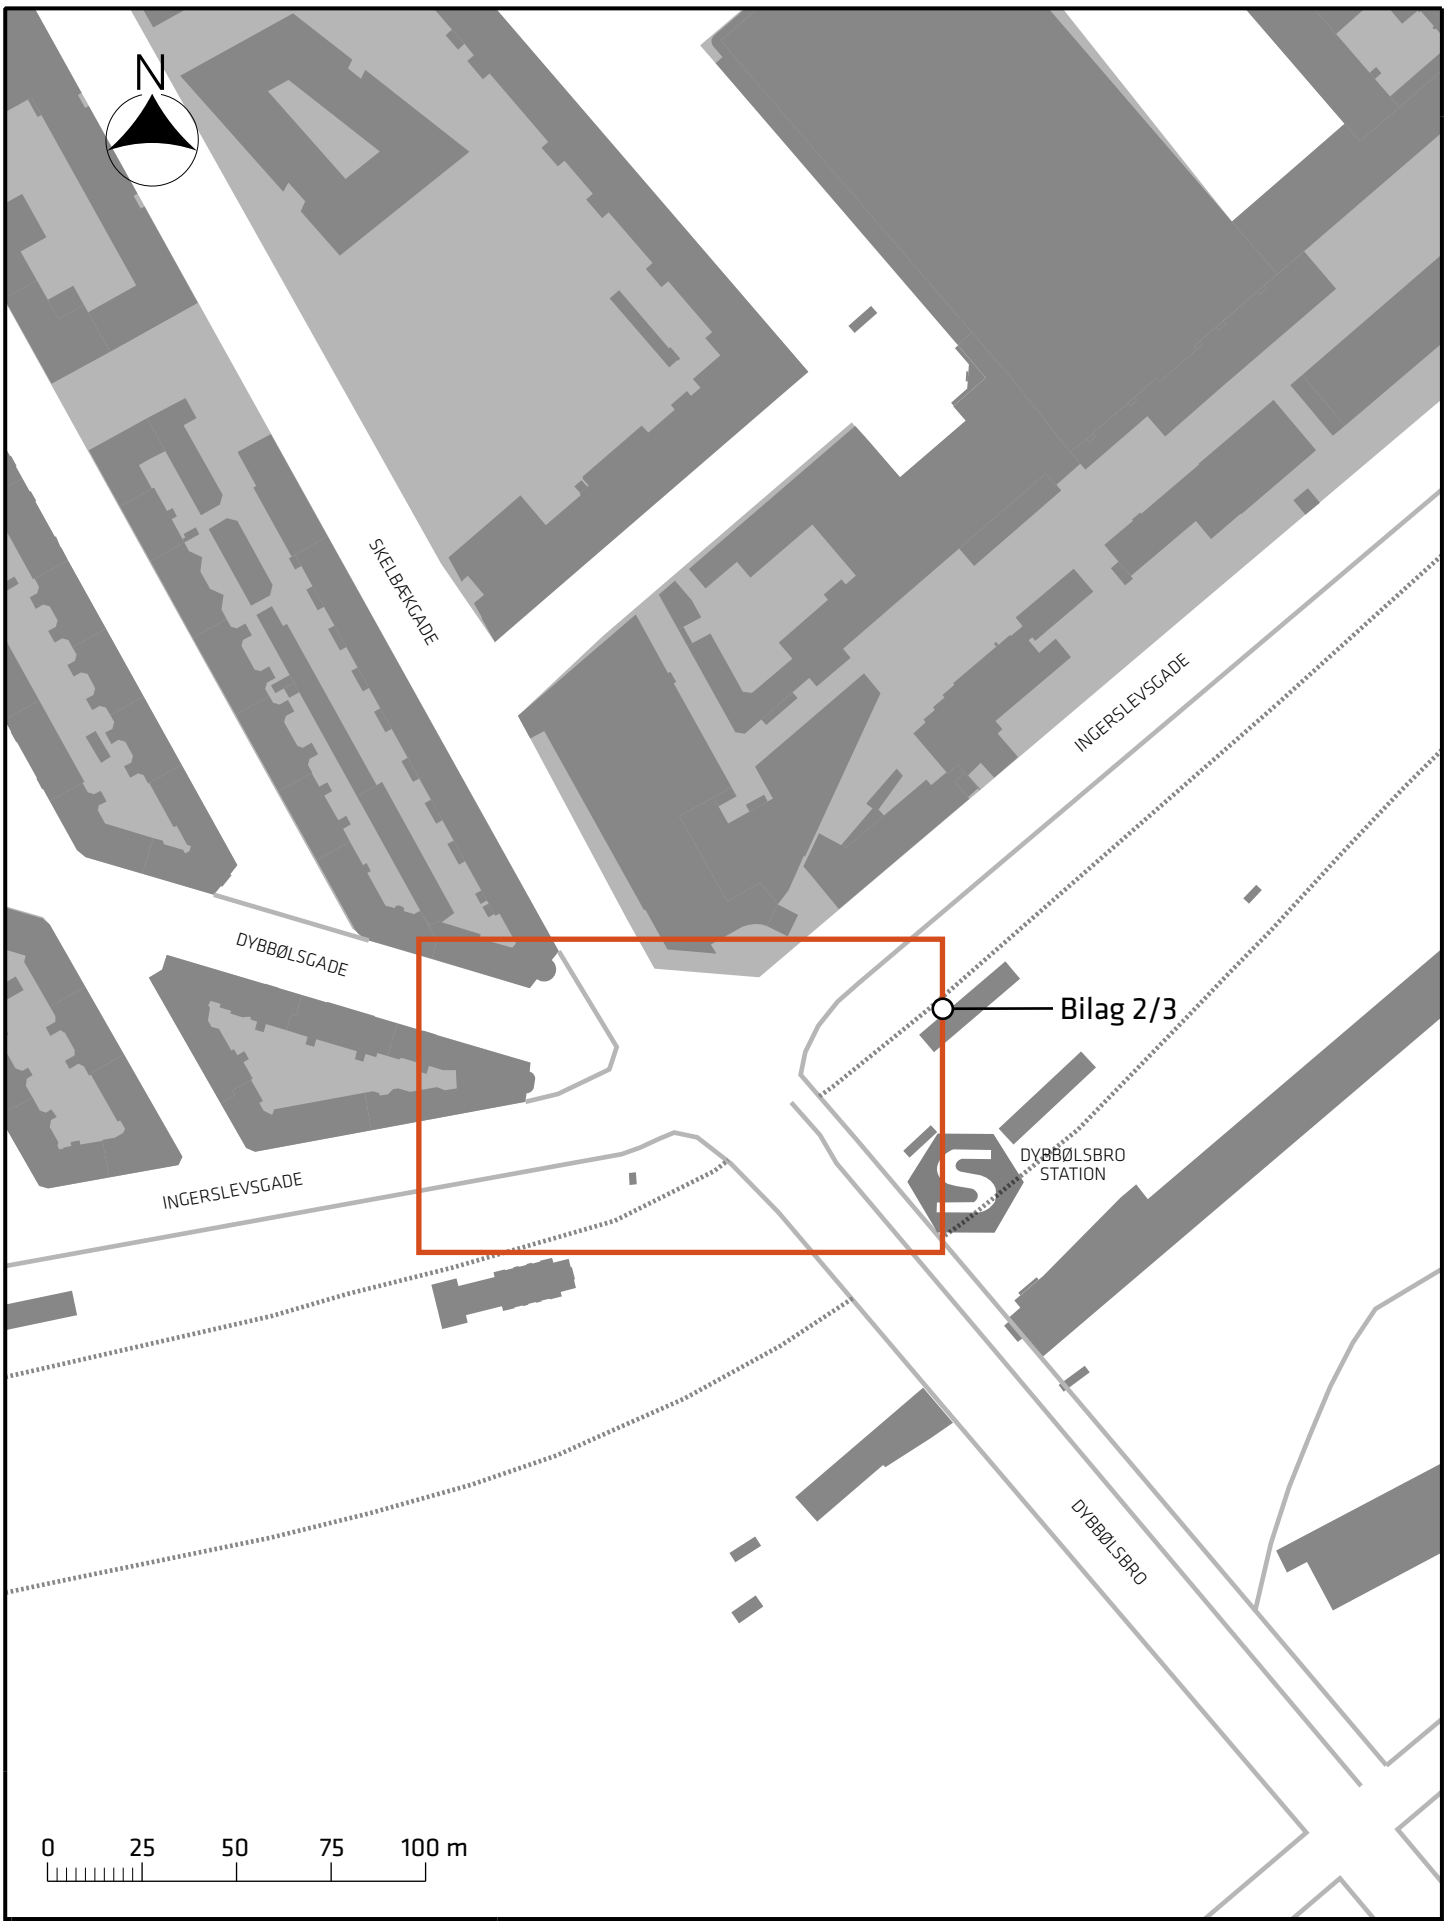 N
SKELBÆKGADE
INGERSLEVSGADE
DYBBØLSGADE
Bilag 2/3
S
DYBBØLSBRO
STATION
INGERSLEVSGADE
DYBBØLSBRO
0 25 50 75 100 m